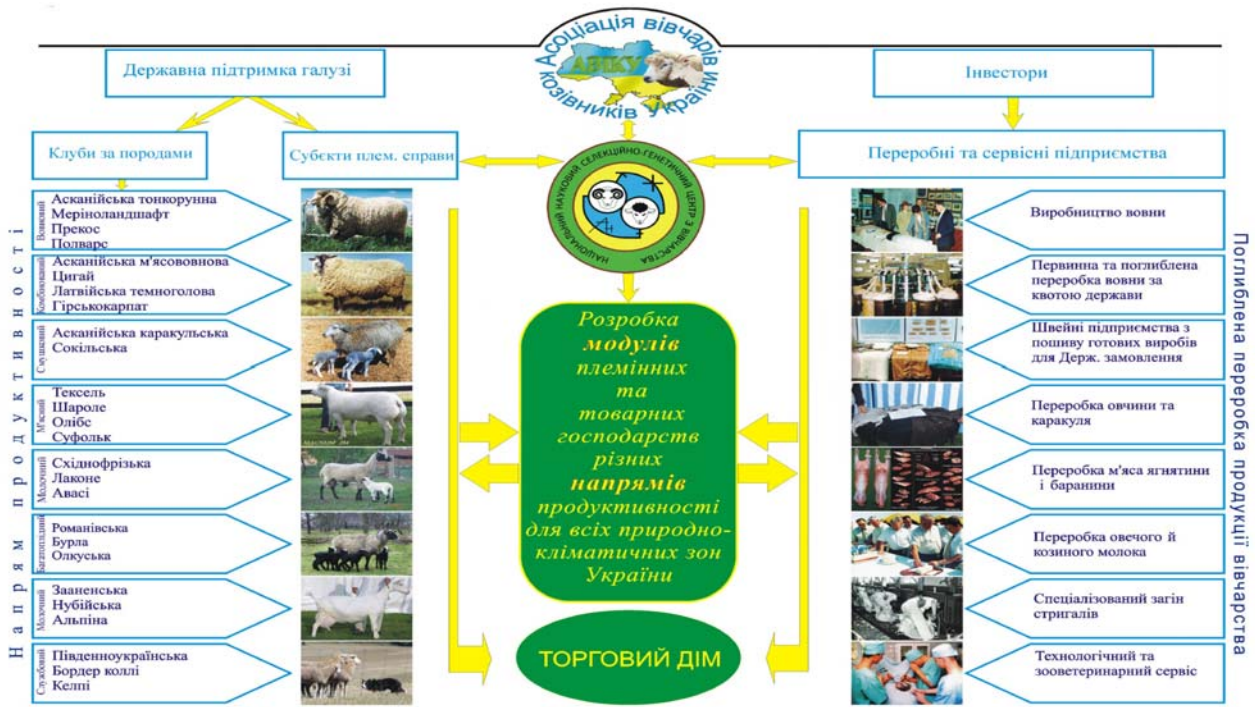 Асоціація вівчарів
АВІКУ
козівників України
Державна підтримка галузі
Інвестори
Клуби за породами
Субєкти плем. справи
НАЦІОНАЛЬНИЙ НАУКОВИЙ СЕЛЕКЦІЙНО-ГЕНЕТИЧНИЙ ЦЕНТР З ВІВЧАРСТВА
Переробні та сервісні підприємства
Напрям продуктивності
Вовновий
Асканійська тонкорунна
Меріноландшафт
Прекос
Полварс
Комбінований
Асканійська м'ясововнова
Цигай
Латвійська темноголова
Гірськокарпат
Смушковий
Асканійська каракульська
Сокільська
М'ясний
Тексель
Шароле
Олібс
Суфольк
Молочний
Східнофрізька
Лаконе
Авасі
Багатоплідний
Романівська
Бурла
Олкуська
Молочний
Зааненська
Нубійська
Альпіна
Службовий
Південноукраїнська
Бордер коллі
Келпі
Розробка
модулів
племінних
та
товарних
господарств
різних
напрямів
продуктивності
для всіх природно-
кліматичних зон
України
ТОРГОВИЙ ДІМ
Виробництво вовни
Первинна та поглиблена
переробка вовни за
квотою держави
Швейні підприємства з
пошиву готових виробів
для Держ. замовлення
Переробка овчини та
каракуля
Переробка м'яса ягнятини
і баранини
Переробка овечого й
козиного молока
Спеціалізований загін
стригалів
Технологічний та
зооветеринарний сервіс
Поглиблена переробка продукції вівчарства